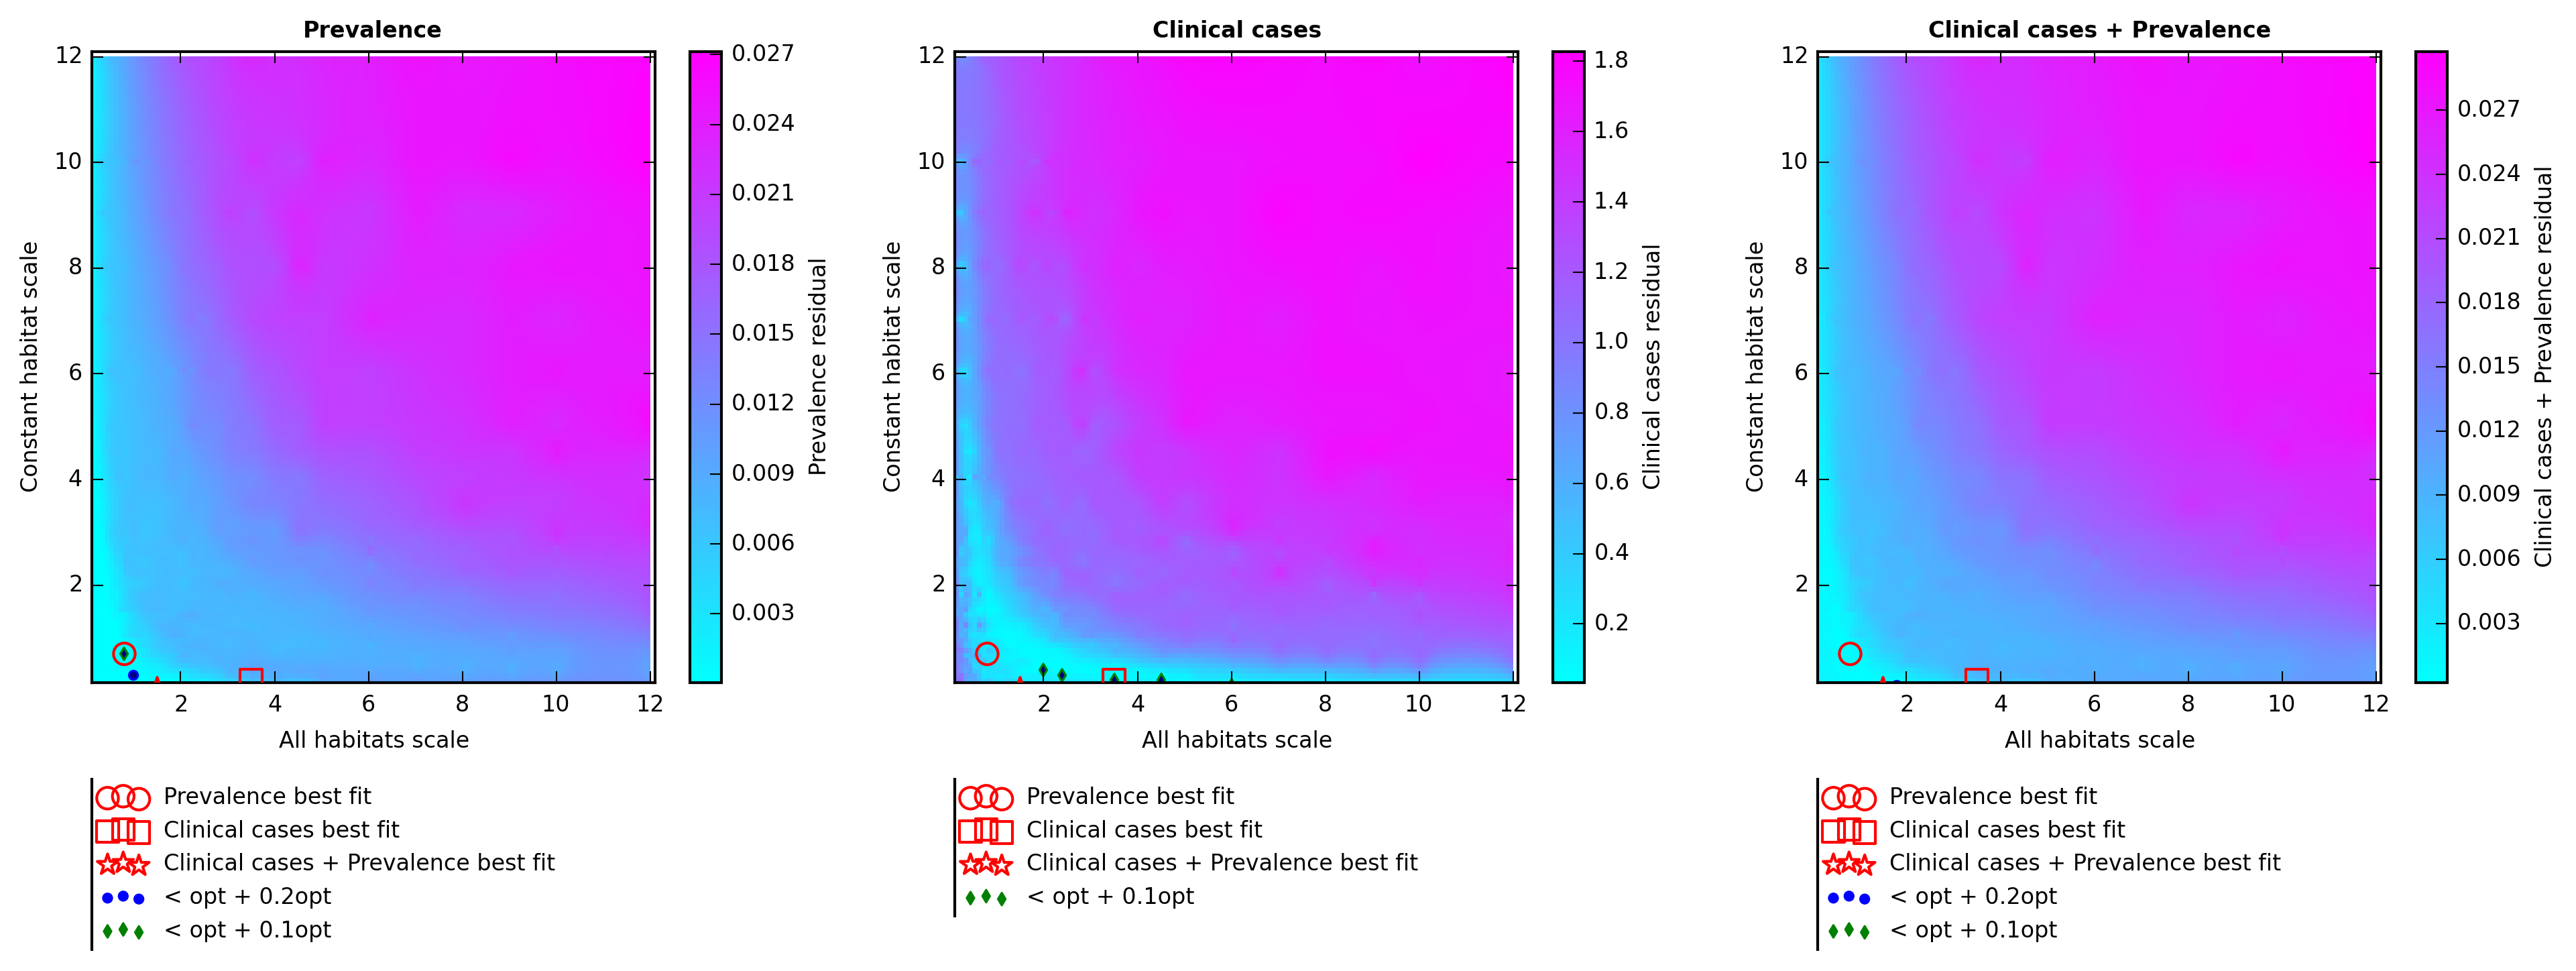 Prevalence
12
10
8
6
4
2
Constant habitat scale
2 4 6 8 10 12
All habitats scale
0.027
0.024
0.021
0.018
0.015
0.012
0.009
0.006
0.003
Prevalence residual
Prevalence best fit
Clinical cases best fit
Clinical cases + Prevalence best fit
< opt + 0.2opt
< opt + 0.1opt
Clinical cases
12
10
8
6
4
2
Constant habitat scale
2 4 6 8 10 12
All habitats scale
1.8
1.6
1.4
1.2
1.0
0.8
0.6
0.4
0.2
Clinical cases residual
Prevalence best fit
Clinical cases best fit
Clinical cases + Prevalence best fit
< opt + 0.1opt
Clinical cases + Prevalence
12
10
8
6
4
2
Constant habitat scale
2 4 6 8 10 12
All habitats scale
0.027
0.024
0.021
0.018
0.015
0.012
0.009
0.006
0.003
Clinical cases + Prevalence residual
Prevalence best fit
Clinical cases best fit
Clinical cases + Prevalence best fit
< opt + 0.2opt
< opt + 0.1opt